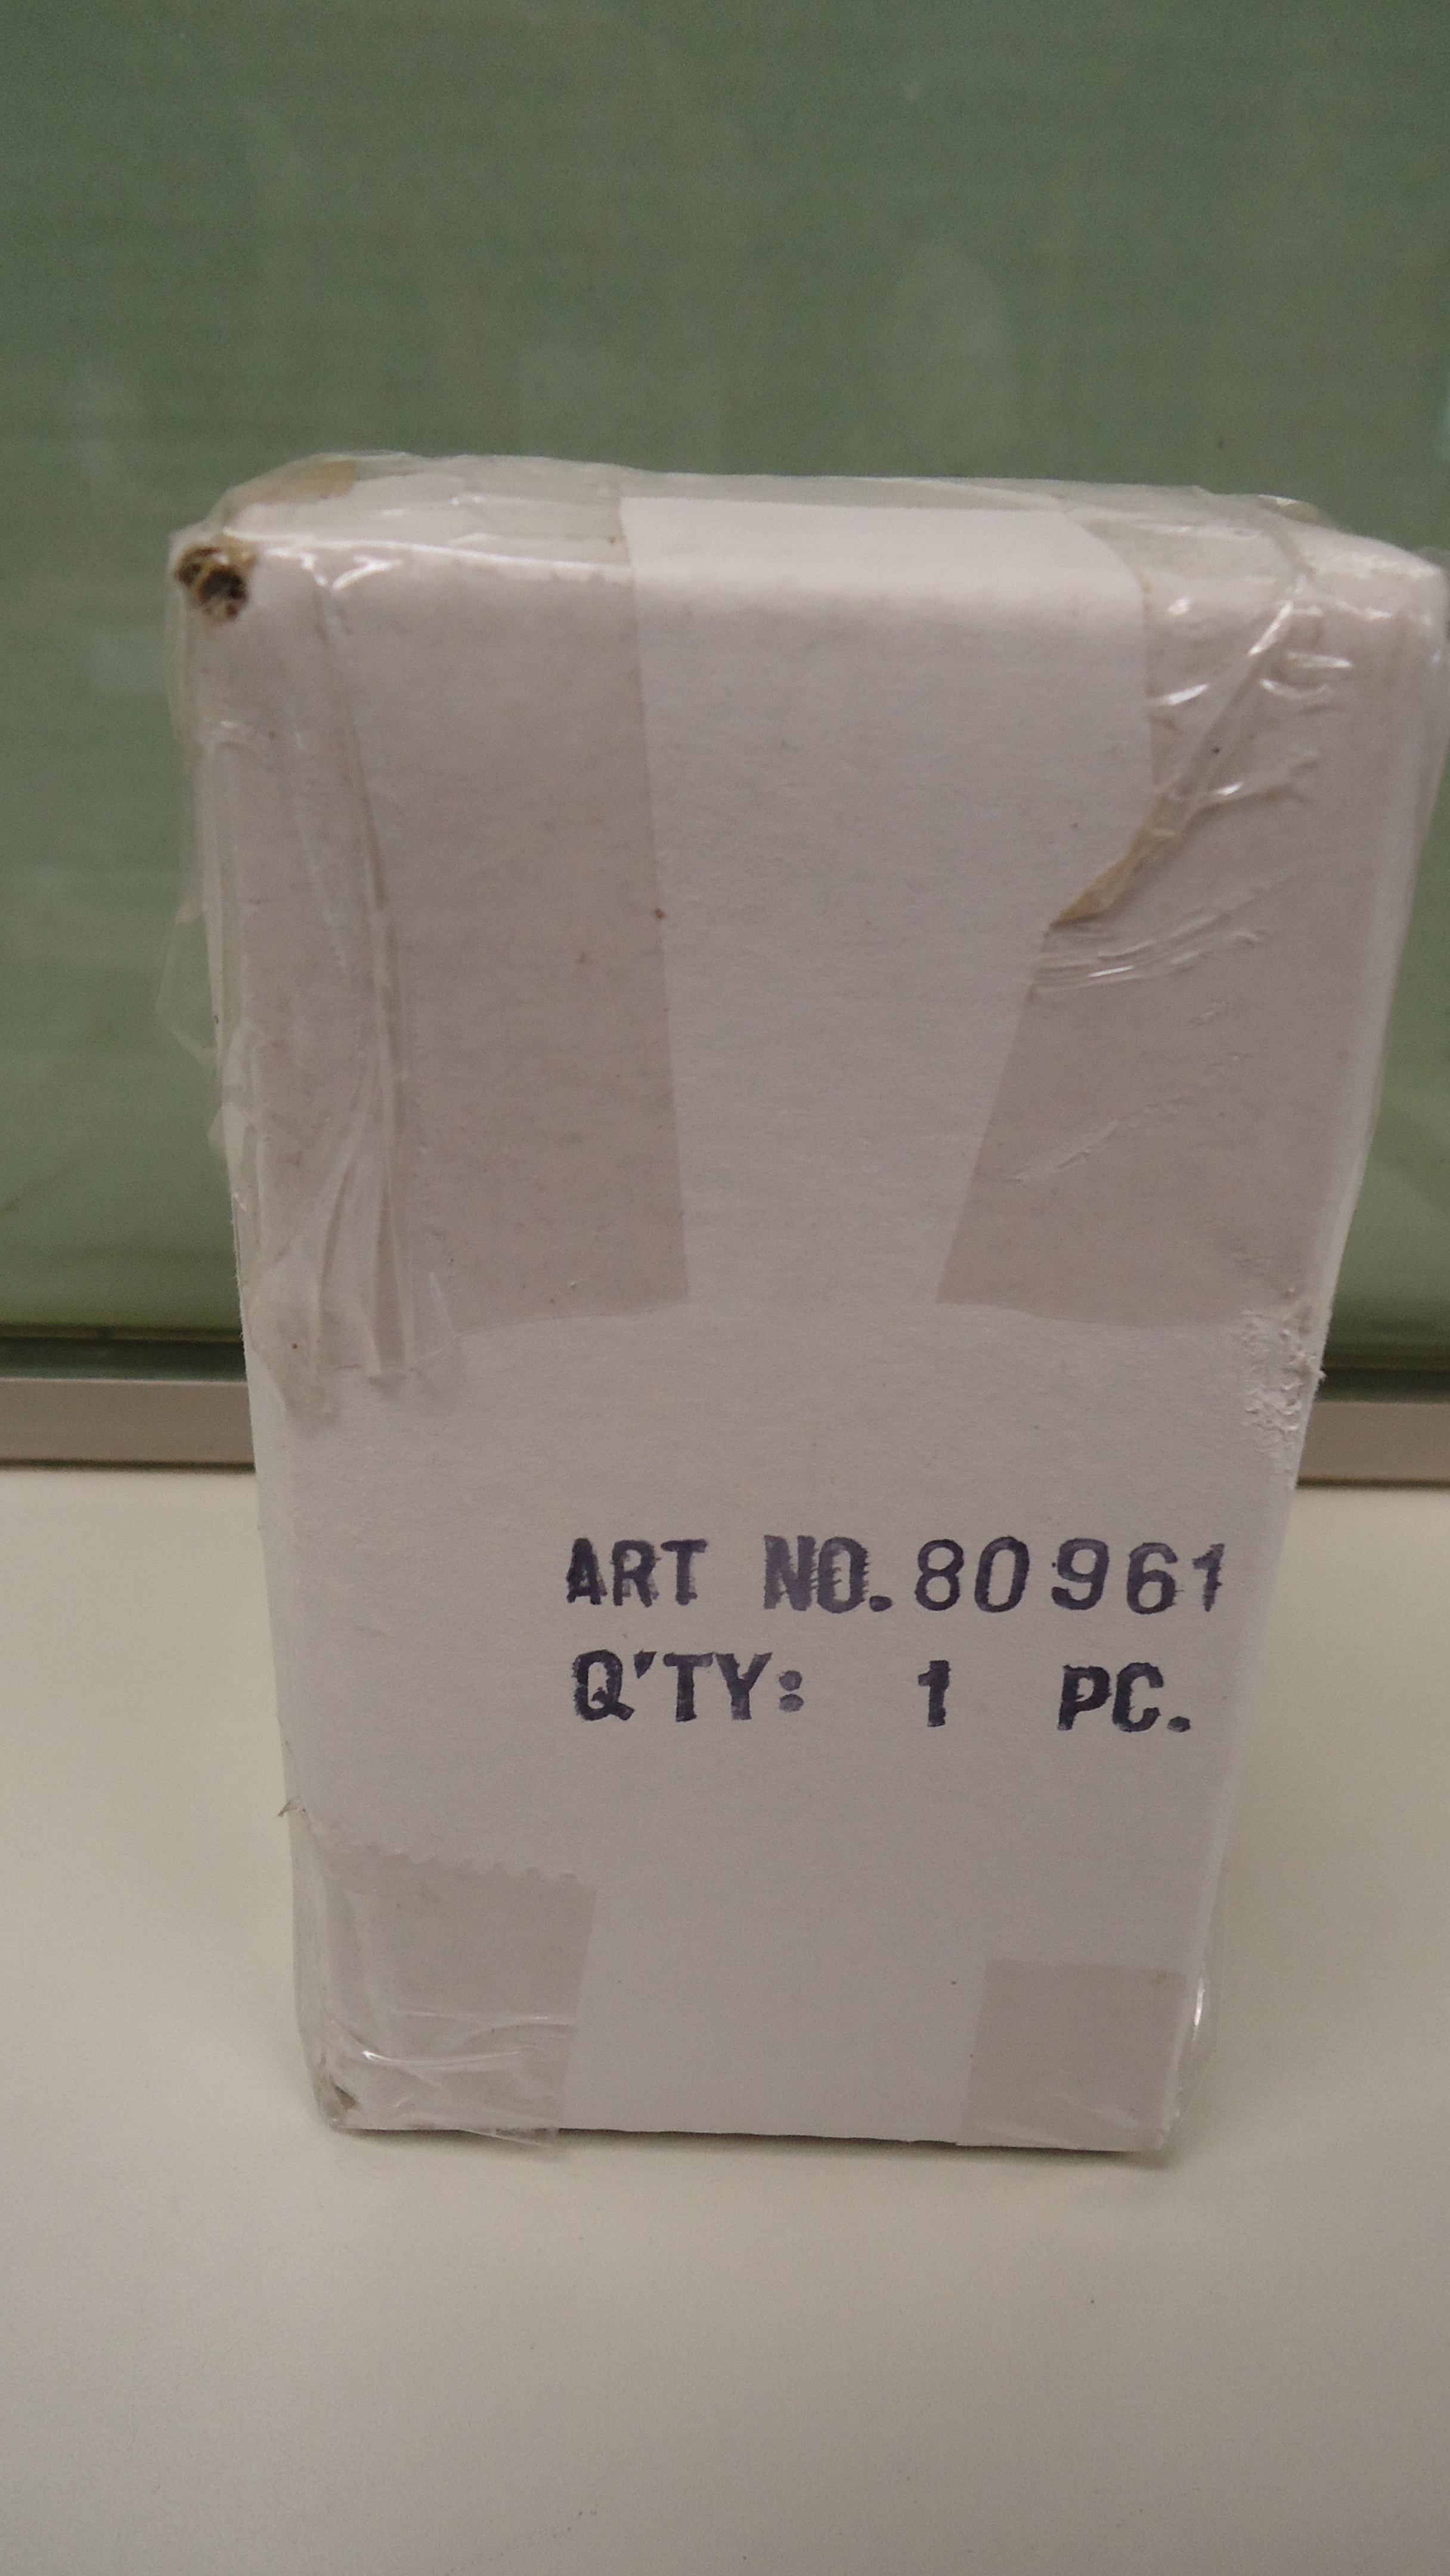 ART NO.80961
Q'TY: 1 PC.